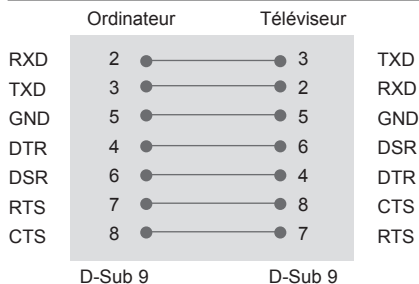 Ordinateur Téléviseur
RXD 2 3 TXD
TXD 3 2 RXD
GND 5 5 GND
DTR 4 6 DSR
DSR 6 4 DTR
RTS 7 8 CTS
CTS 8 7 RTS
D-Sub 9 D-Sub 9